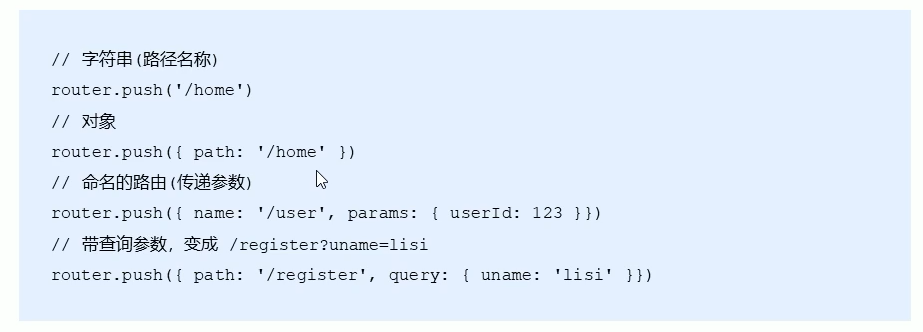 // 字符串(路径名称)
router.push('/home')
// 对象
router.push({ path: '/home' })
// 命名的路由(传递参数)
router.push({ name: '/user', params: { userId: 123 }})
// 带查询参数，变成 /register?uname=lisi
router.push({ path: '/register', query: { uname: 'lisi' }})